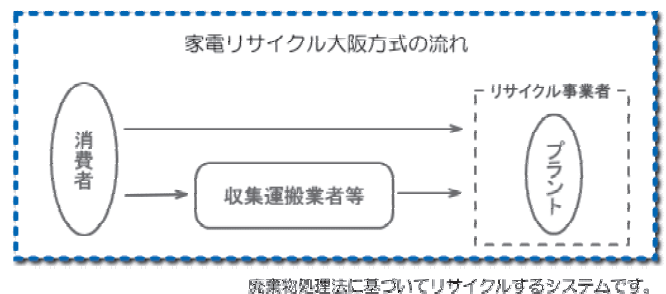 家電リサイクル大阪方式の流れ
リサイクル事業者
消費者
プラント
収集運搬業者等
廃棄物処理法に基づいてリサイクルするシステムです。